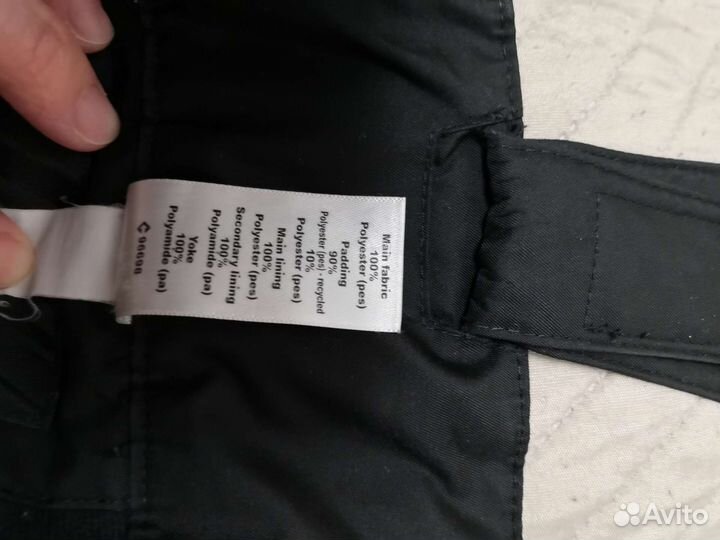 Main fabric
100%
Polyester (pes)
Padding
90%
Polyester (pes) - recycled
10%
Polyester (pes)
Main lining
100%
Polyester (pes)
Secondary lining
100%
Polyamide (pa)
Yoke
100%
Polyamide (pa)
Avito